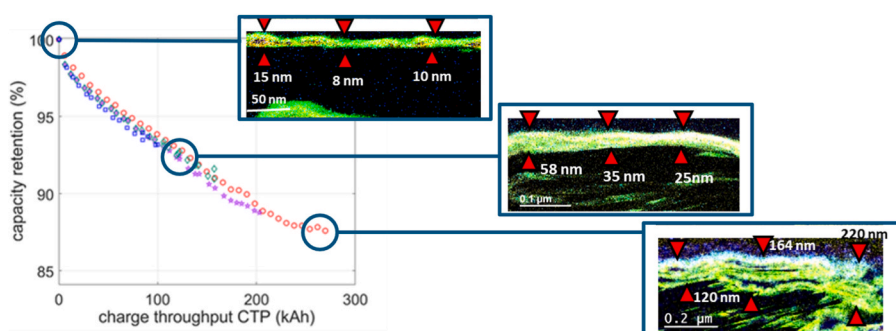 100
95
90
85
capacity retention (%)
0
100
200
300
charge throughput CTP (kAh)
15 nm
8 nm
10 nm
50 nm
58 nm
35 nm
25nm
0.1 µm
220 nm
164 nm
120 nm
0.2 µm